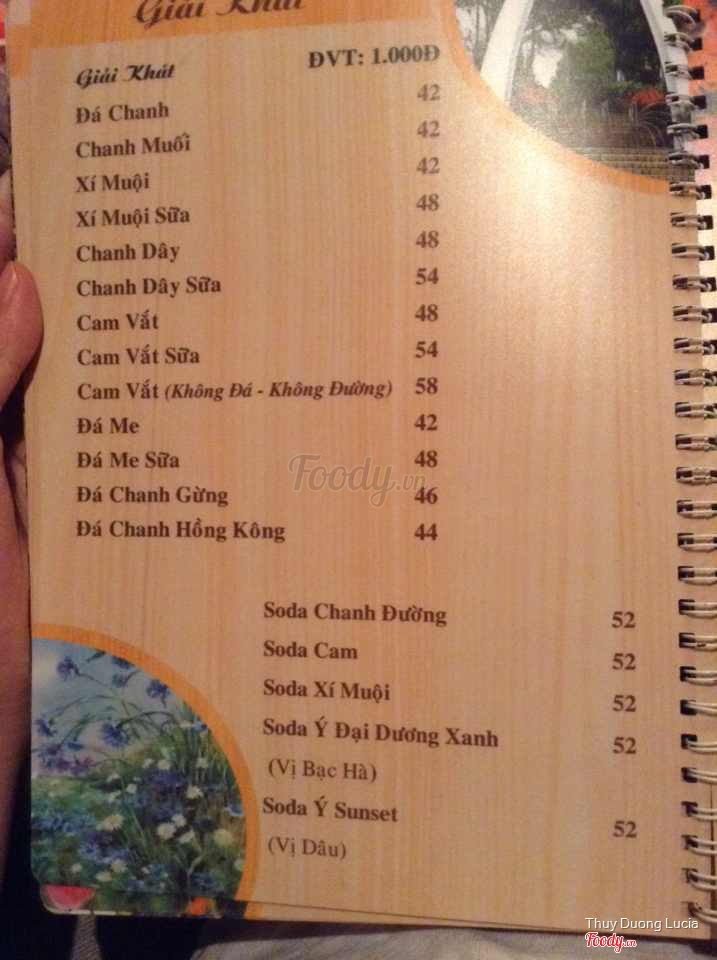 Giải Khát
Giải Khát ĐVT: 1.000Đ
Đá Chanh 42
Chanh Muối 42
Xí Muội 42
Xí Muội Sữa 48
Chanh Dây 48
Chanh Dây Sữa 54
Cam Vắt 48
Cam Vắt Sữa 54
Cam Vắt (Không Đá - Không Đường) 58
Đá Me 42
Đá Me Sữa 48
Đá Chanh Gừng 46
Đá Chanh Hồng Kông 44
Foody.vn
Soda Chanh Đường 52
Soda Cam 52
Soda Xí Muội 52
Soda Ý Đại Dương Xanh 52
(Vị Bạc Hà)
Soda Ý Sunset 52
(Vị Dâu)
Thuy Duong Lucia
Foody.vn